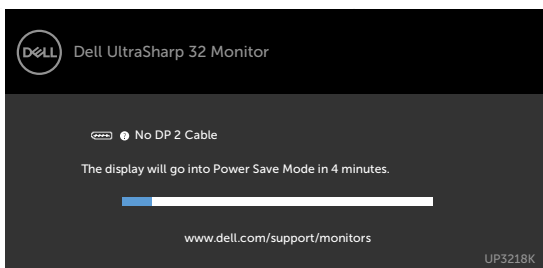 DELL
Dell UltraSharp 32 Monitor
? No DP 2 Cable
The display will go into Power Save Mode in 4 minutes.
www.dell.com/support/monitors
UP3218K